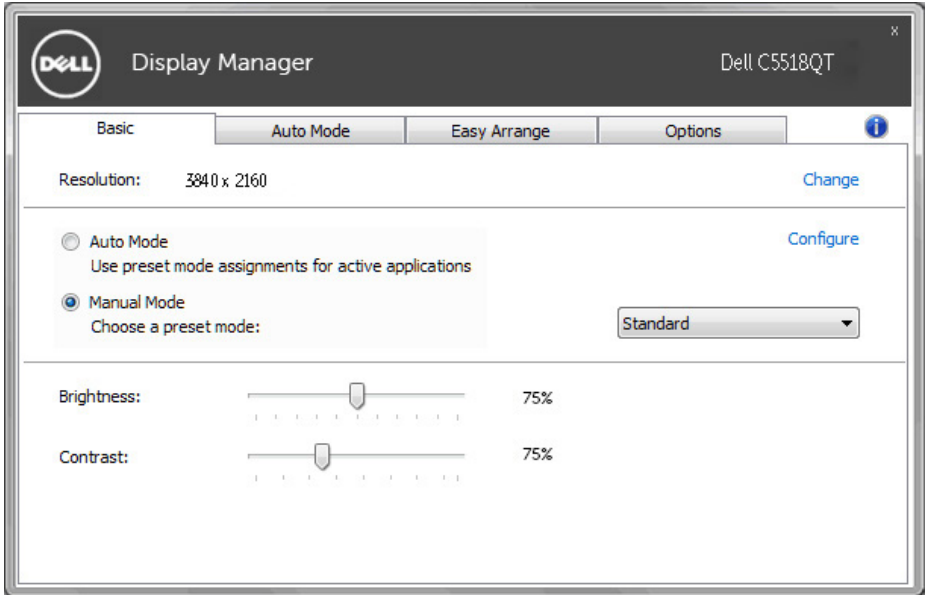 DELL
Display Manager
Dell C5518QT
x
Basic
Auto Mode
Easy Arrange
Options
i
Resolution:
3840 x 2160
Change
Auto Mode
Configure
Use preset mode assignments for active applications
Manual Mode
Choose a preset mode:
Standard
Brightness:
75%
Contrast:
75%